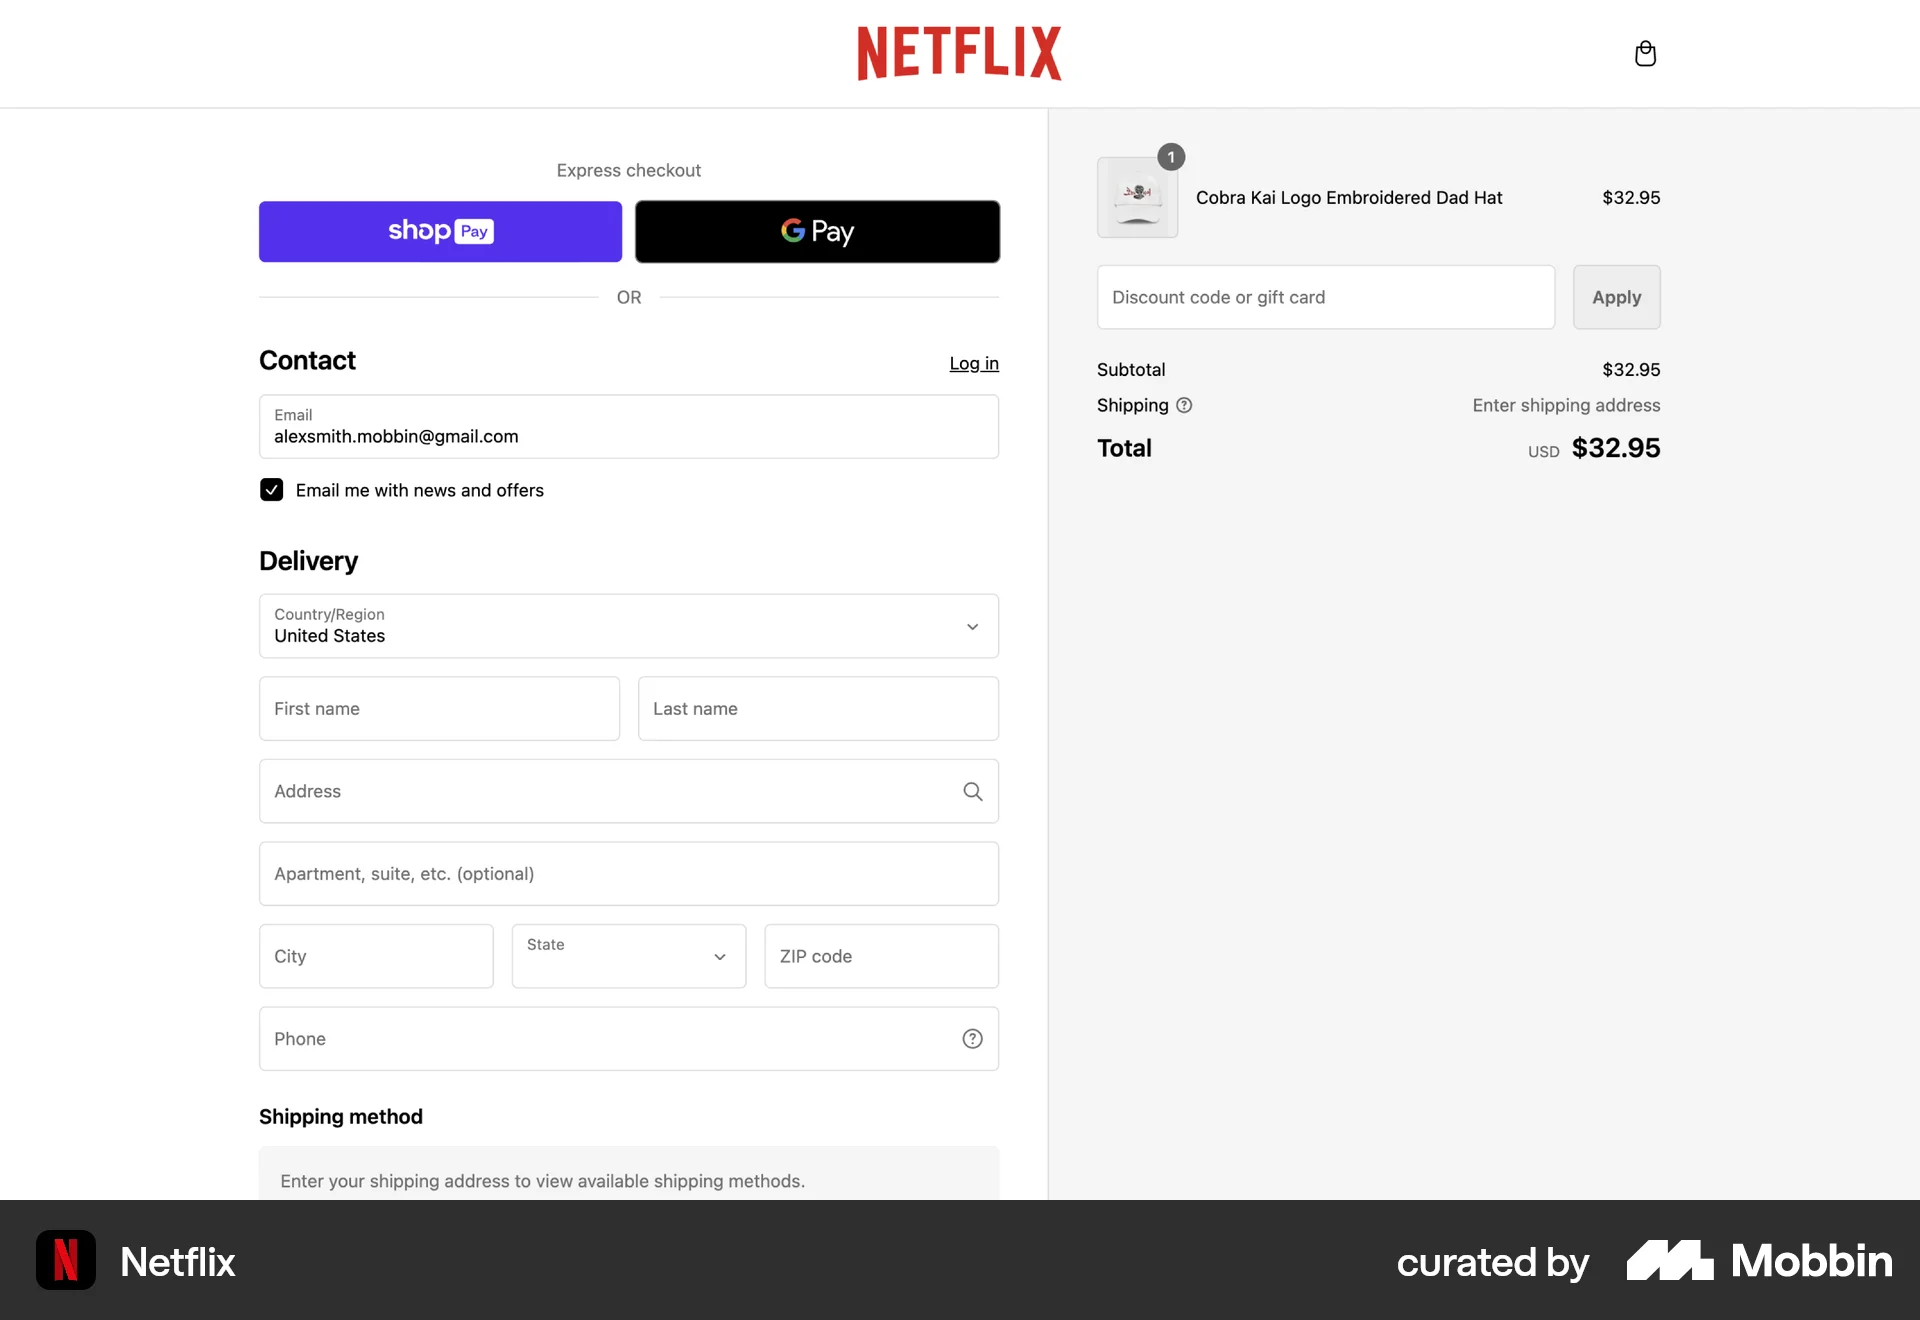 NETFLIX
Express checkout
shop Pay
G Pay
OR
Contact
Log in
Email
alexsmith.mobbin@gmail.com
Email me with news and offers
Delivery
Country/Region
United States
First name
Last name
Address
Apartment, suite, etc. (optional)
City
State
ZIP code
Phone
Shipping method
Enter your shipping address to view available shipping methods.
1
Cobra Kai Logo Embroidered Dad Hat
$32.95
Discount code or gift card
Apply
Subtotal
$32.95
Shipping
Enter shipping address
Total
USD $32.95
N
Netflix
curated by
Mobbin